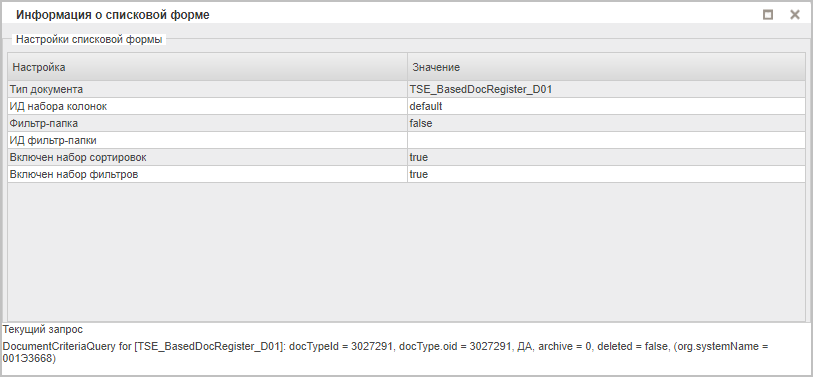 Информация о списковой форме
Настройки списковой формы
Настройка Значение
Тип документа TSE_BasedDocRegister_D01
ИД набора колонок default
Фильтр-папка false
ИД фильтр-папки
Включен набор сортировок true
Включен набор фильтров true
Текущий запрос
DocumentCriteriaQuery for [TSE_BasedDocRegister_D01]: docTypeId = 3027291, docType.oid = 3027291, ДА, archive = 0, deleted = false, (org.systemName =
001Э3668)